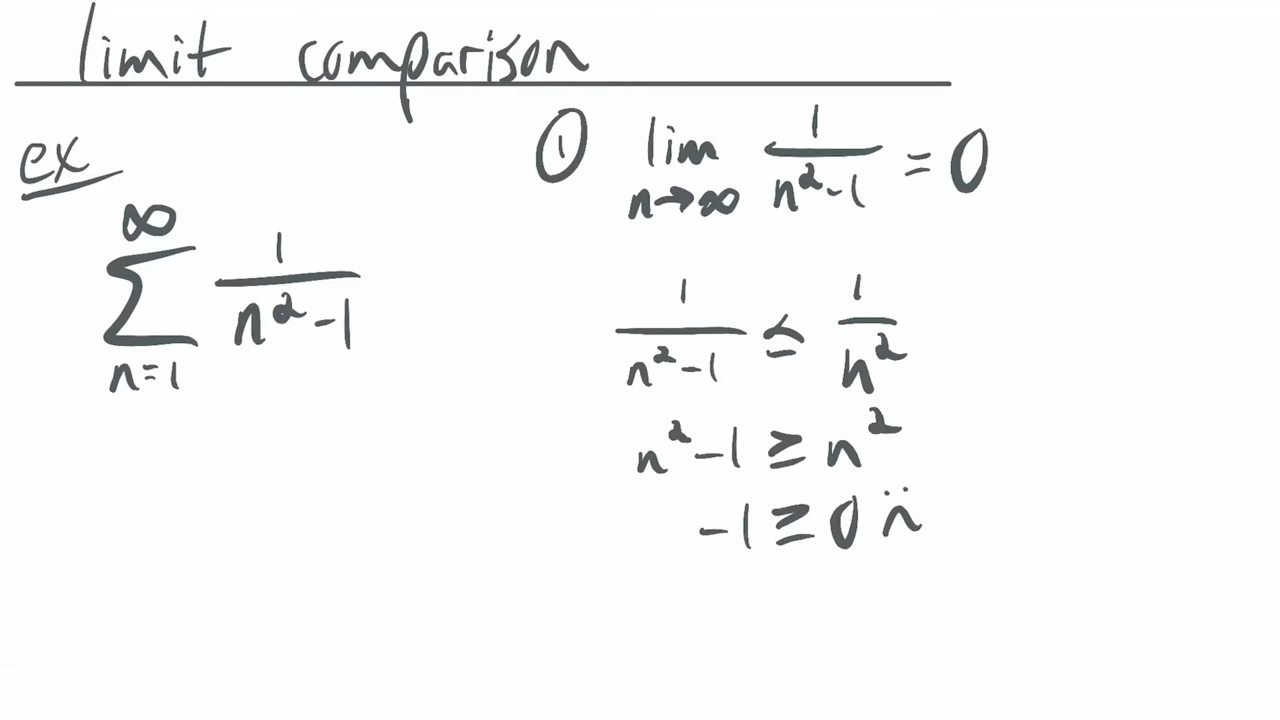 limit comparison
ex
∞
∑ 1/(n²-1)
n=1
① lim 1/(n²-1) = 0
n→∞
1/(n²-1) ≤ 1/n²
n²-1 ≥ n²
-1 ≥ 0 ☹